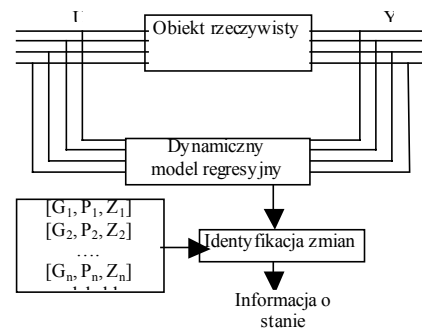 Y
Obiekt rzeczywisty
Dynamiczny
model regresyjny
[G₁, P₁, Z₁]
[G₂, P₂, Z₂]
....
[Gₙ, Pₙ, Zₙ]
Identyfikacja zmian
Informacja o
stanie